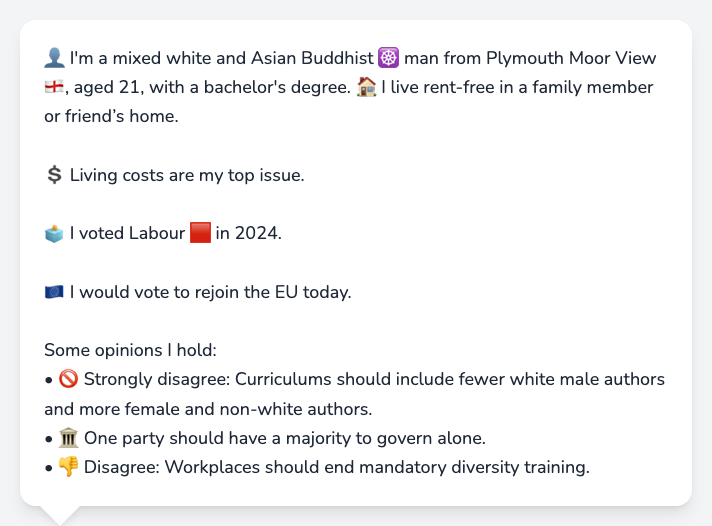 👤 I'm a mixed white and Asian Buddhist ☸️ man from Plymouth Moor View
🏴󠁧󠁢󠁥󠁮󠁧󠁿, aged 21, with a bachelor's degree. 🏠 I live rent-free in a family member
or friend’s home.
💲 Living costs are my top issue.
🗳️ I voted Labour 🟥 in 2024.
🇪🇺 I would vote to rejoin the EU today.
Some opinions I hold:
• 🚫 Strongly disagree: Curriculums should include fewer white male authors
and more female and non-white authors.
• 🏛️ One party should have a majority to govern alone.
• 👎 Disagree: Workplaces should end mandatory diversity training.